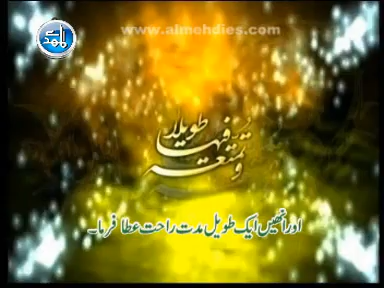 www.almehdies.com
وتمتعه فيها طويلا
اور انھیں ایک طویل مدت راحت عطا فرما۔